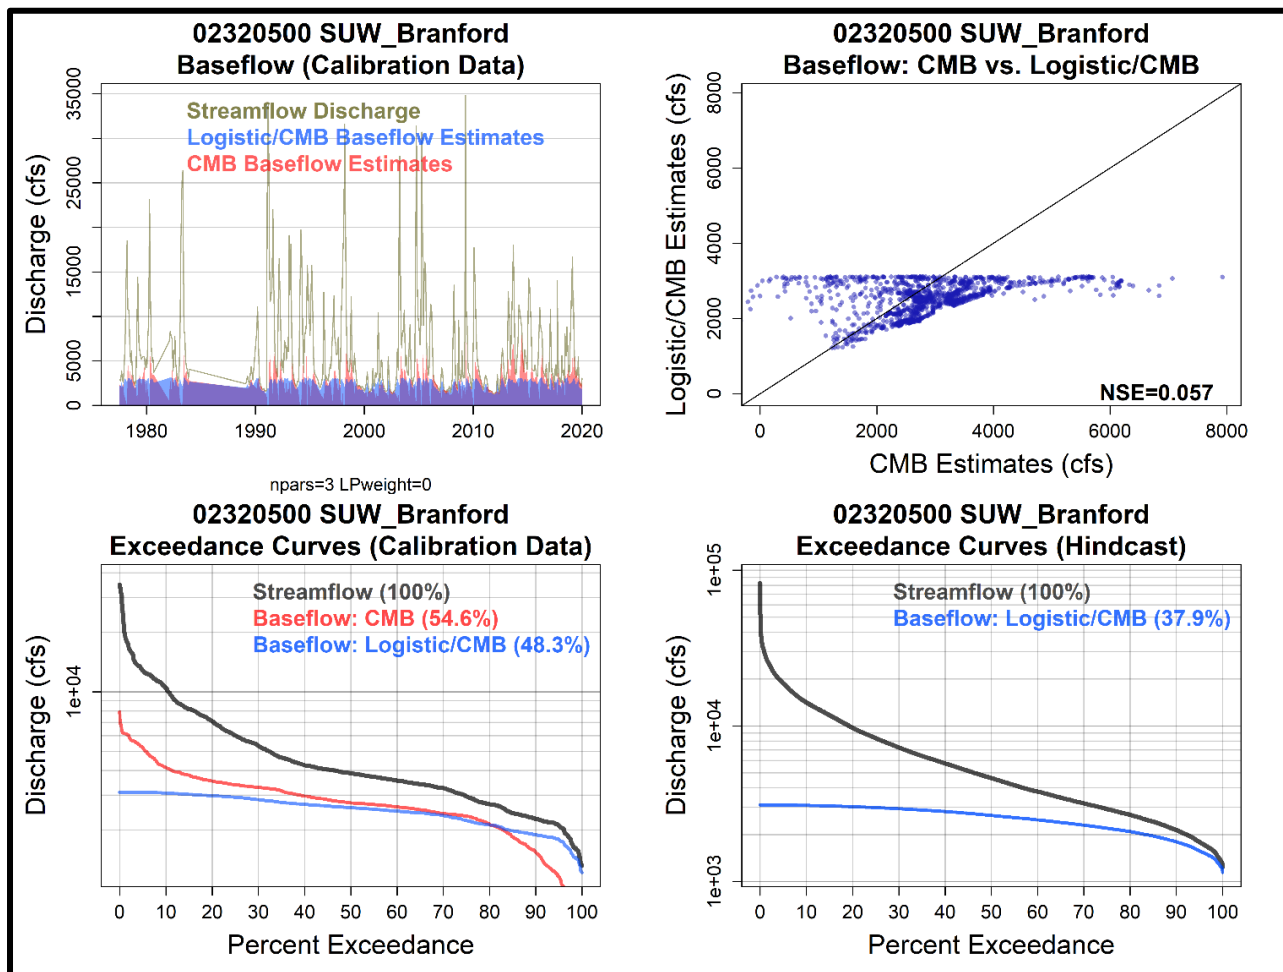 02320500 SUW_Branford
Baseflow (Calibration Data)
Streamflow Discharge
Logistic/CMB Baseflow Estimates
CMB Baseflow Estimates
Discharge (cfs)
35000
25000
15000
5000
0
1980
1990
2000
2010
2020
02320500 SUW_Branford
Baseflow: CMB vs. Logistic/CMB
Logistic/CMB Estimates (cfs)
8000
6000
4000
2000
0
NSE=0.057
0
2000
4000
6000
8000
CMB Estimates (cfs)
npars=3 LPweight=0
02320500 SUW_Branford
Exceedance Curves (Calibration Data)
Streamflow (100%)
Baseflow: CMB (54.6%)
Baseflow: Logistic/CMB (48.3%)
Discharge (cfs)
1e+04
0 10 20 30 40 50 60 70 80 90 100
Percent Exceedance
02320500 SUW_Branford
Exceedance Curves (Hindcast)
Streamflow (100%)
Baseflow: Logistic/CMB (37.9%)
Discharge (cfs)
1e+05
1e+04
1e+03
0 10 20 30 40 50 60 70 80 90 100
Percent Exceedance